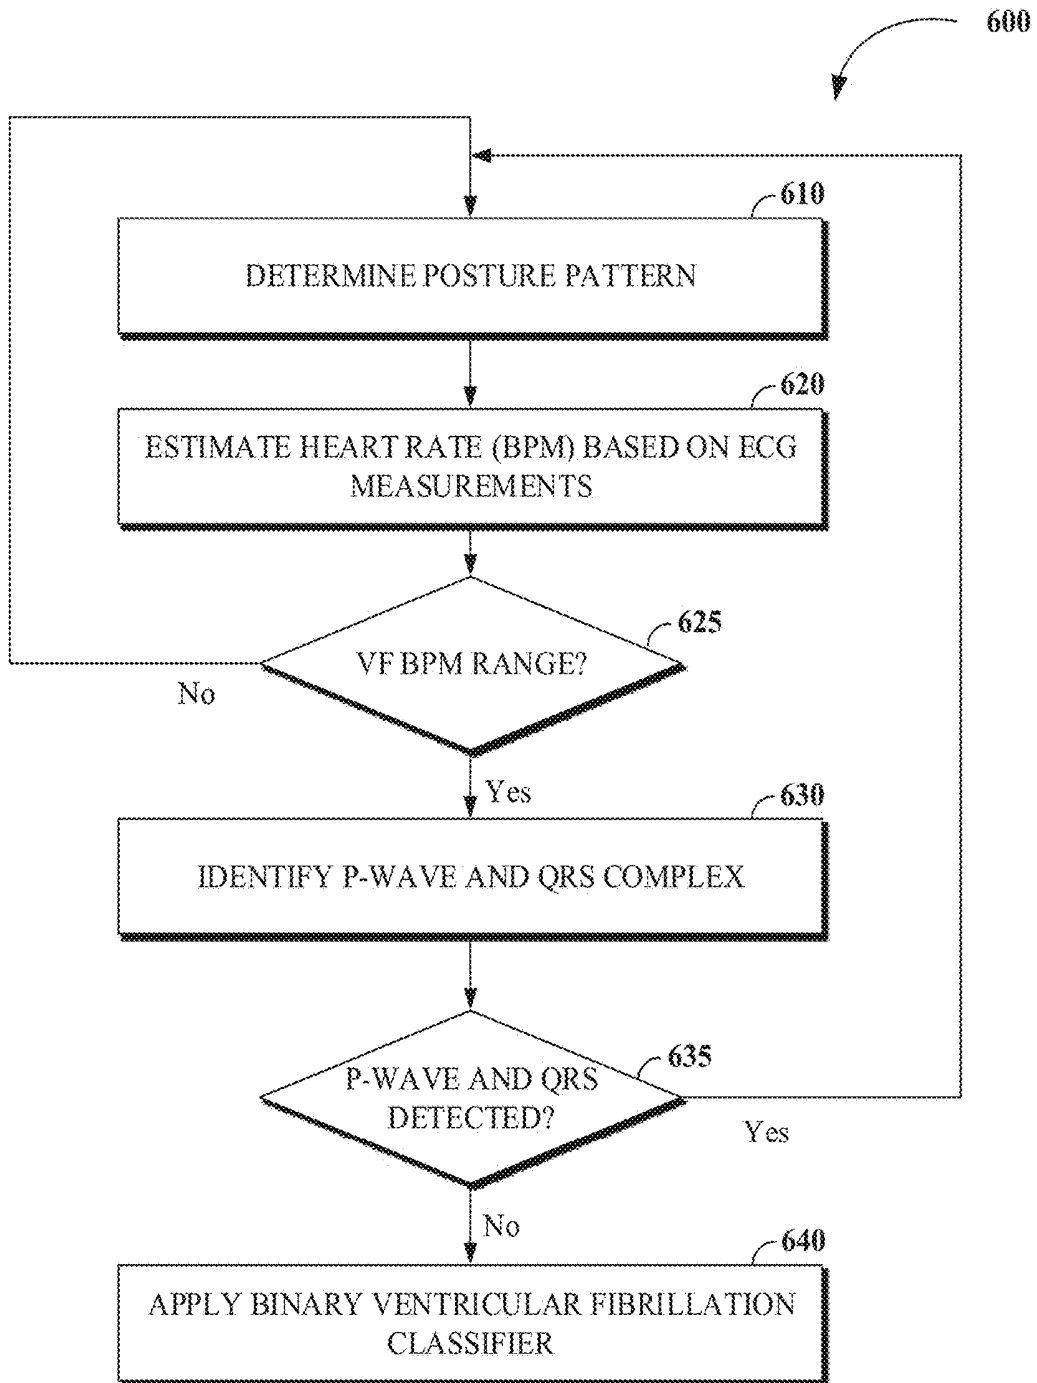 600
610
DETERMINE POSTURE PATTERN
620
ESTIMATE HEART RATE (BPM) BASED ON ECG
MEASUREMENTS
625
VF BPM RANGE?
No
Yes
630
IDENTIFY P-WAVE AND QRS COMPLEX
635
P-WAVE AND QRS
DETECTED?
Yes
No
640
APPLY BINARY VENTRICULAR FIBRILLATION
CLASSIFIER